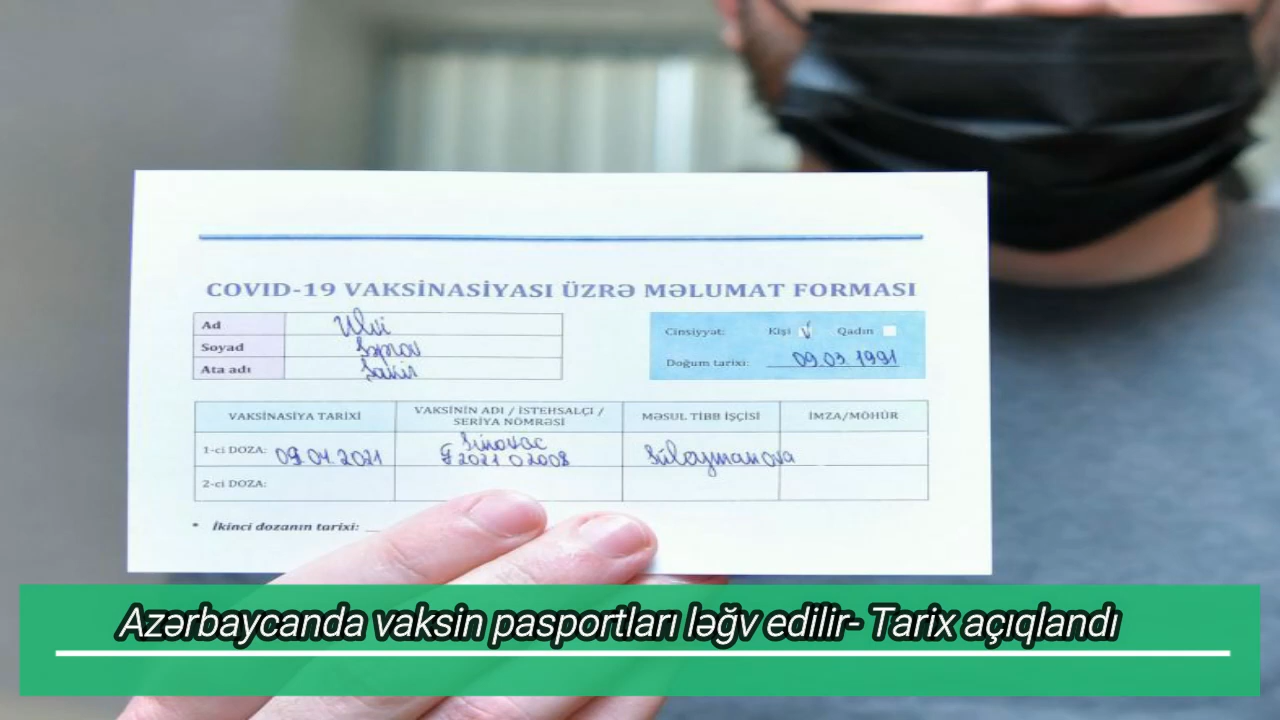 COVID-19 VAKSİNASİYASI ÜZRƏ MƏLUMAT FORMASI
Ad Ulvi
Soyad
Ata adı Şakir
Cinsiyyət: Kişi Qadın
Doğum tarixi: 09.03.1991
VAKSİNASİYA TARİXİ
VAKSİNİN ADI / İSTEHSALÇI /
SERİYA NÖMRƏSİ
MƏSUL TİBB İŞÇİSİ
İMZA/MÖHÜR
1-ci DOZA: 09.04.2021
Sinovac
2021 02008
Süleymanova
2-ci DOZA:
* İkinci dozanın tarixi:
Azərbaycanda vaksin pasportları ləğv edilir- Tarix açıqlandı